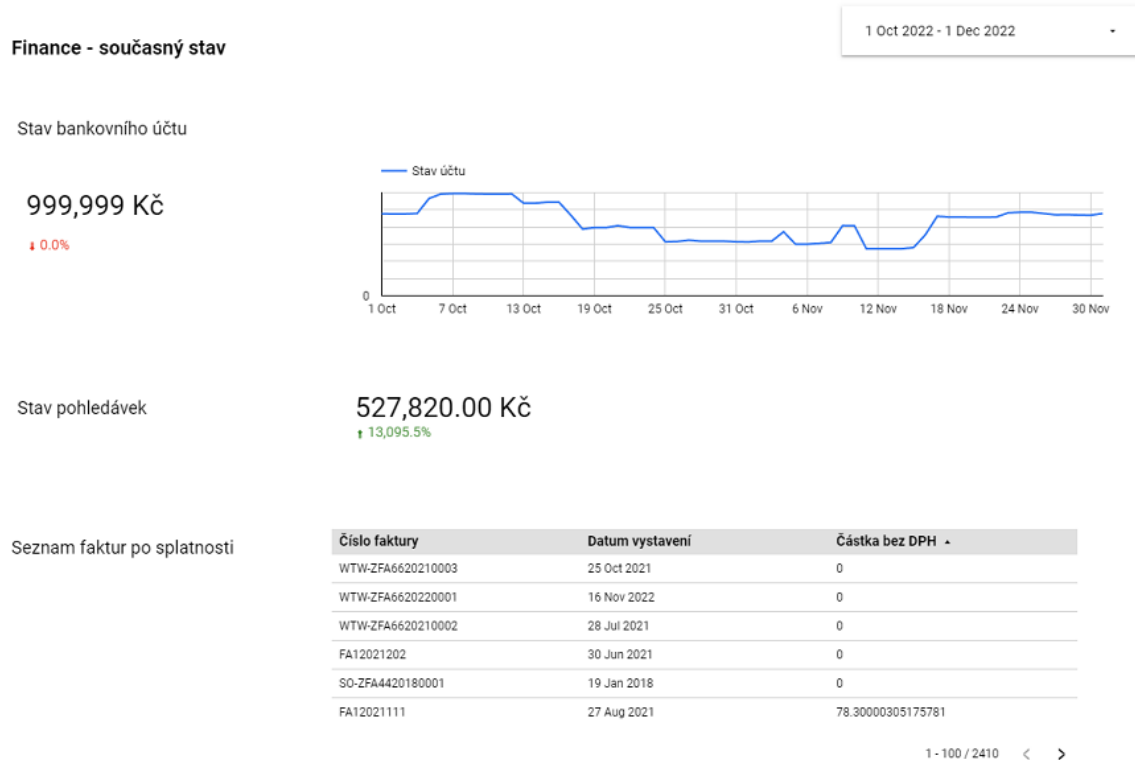 1 Oct 2022 - 1 Dec 2022
Finance - současný stav
Stav bankovního účtu
999,999 Kč
0.0%
Stav účtu
0
1 Oct 7 Oct 13 Oct 19 Oct 25 Oct 31 Oct 6 Nov 12 Nov 18 Nov 24 Nov 30 Nov
Stav pohledávek
527,820.00 Kč
13,095.5%
Seznam faktur po splatnosti
Číslo faktury Datum vystavení Částka bez DPH
WTW-ZFA6620210003 25 Oct 2021 0
WTW-ZFA6620220001 16 Nov 2022 0
WTW-ZFA6620210002 28 Jul 2021 0
FA12021202 30 Jun 2021 0
SO-ZFA4420180001 19 Jan 2018 0
FA12021111 27 Aug 2021 78.30000305175781
1 - 100 / 2410